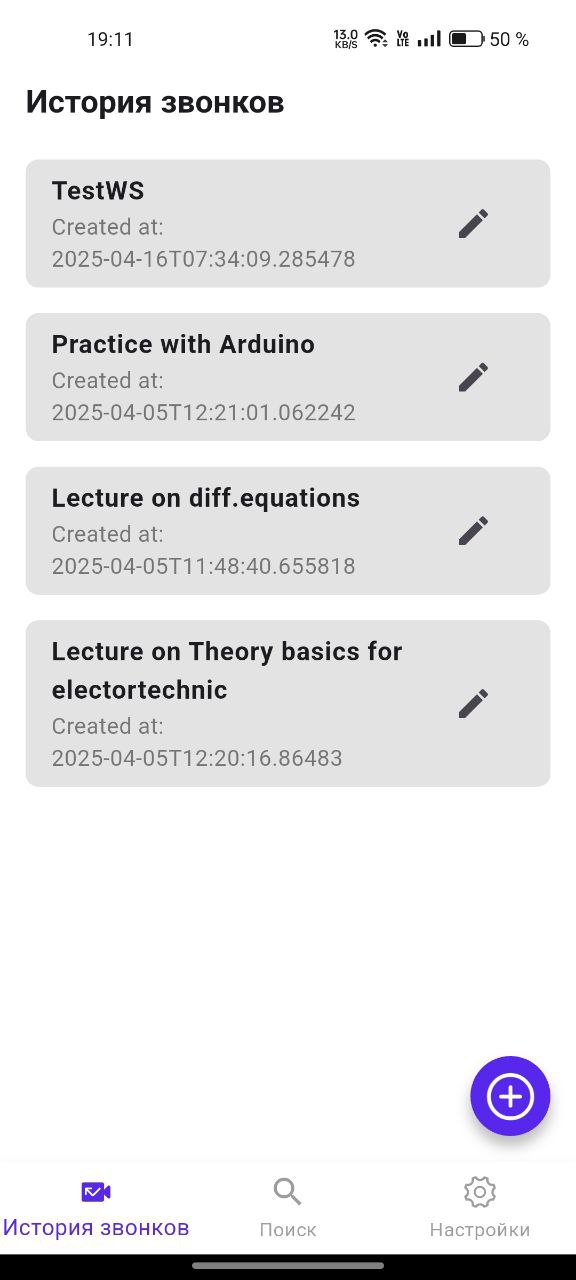 19:11
13.0
KB/S
Vo
LTE
50 %
История звонков
TestWS
Created at:
2025-04-16T07:34:09.285478
Practice with Arduino
Created at:
2025-04-05T12:21:01.062242
Lecture on diff.equations
Created at:
2025-04-05T11:48:40.655818
Lecture on Theory basics for
electortechnic
Created at:
2025-04-05T12:20:16.86483
История звонков
Поиск
Настройки